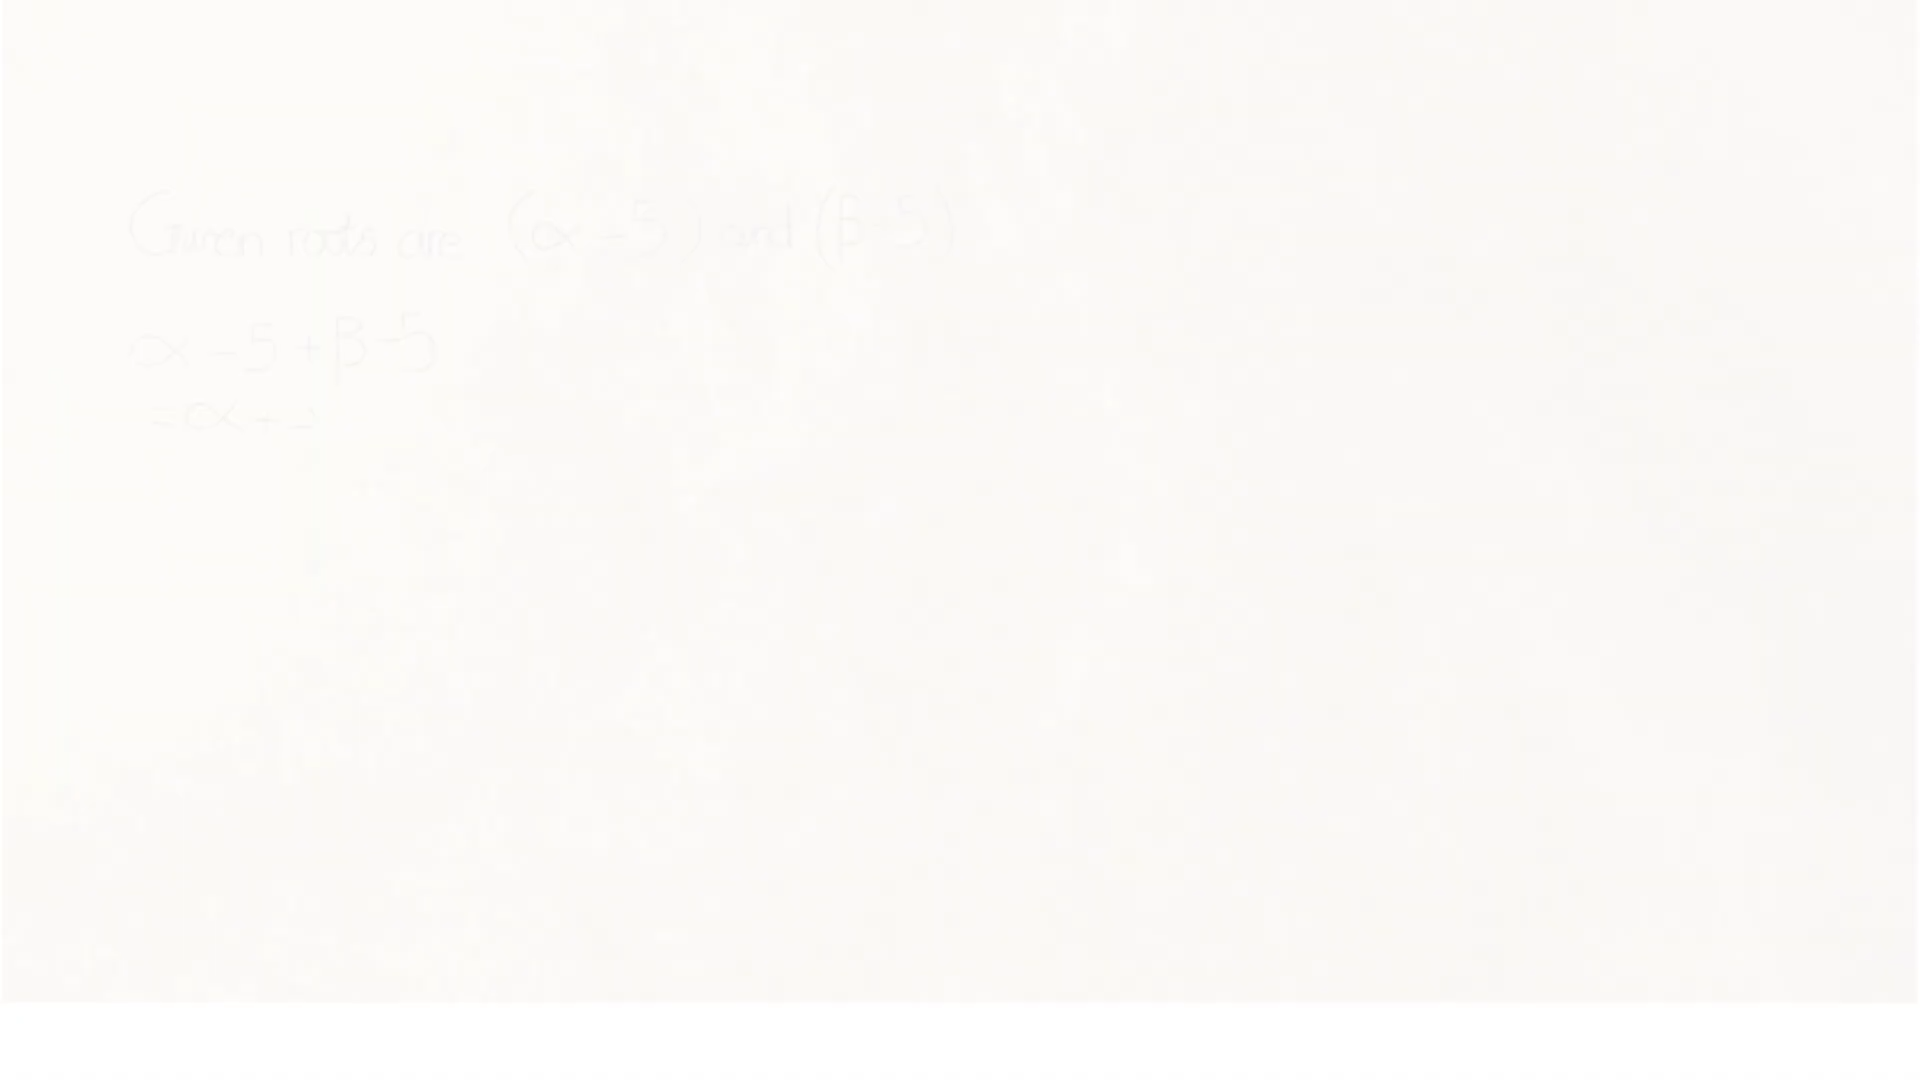 Given roots are (α - 5) and (β - 5)
α - 5 + β - 5
= α +